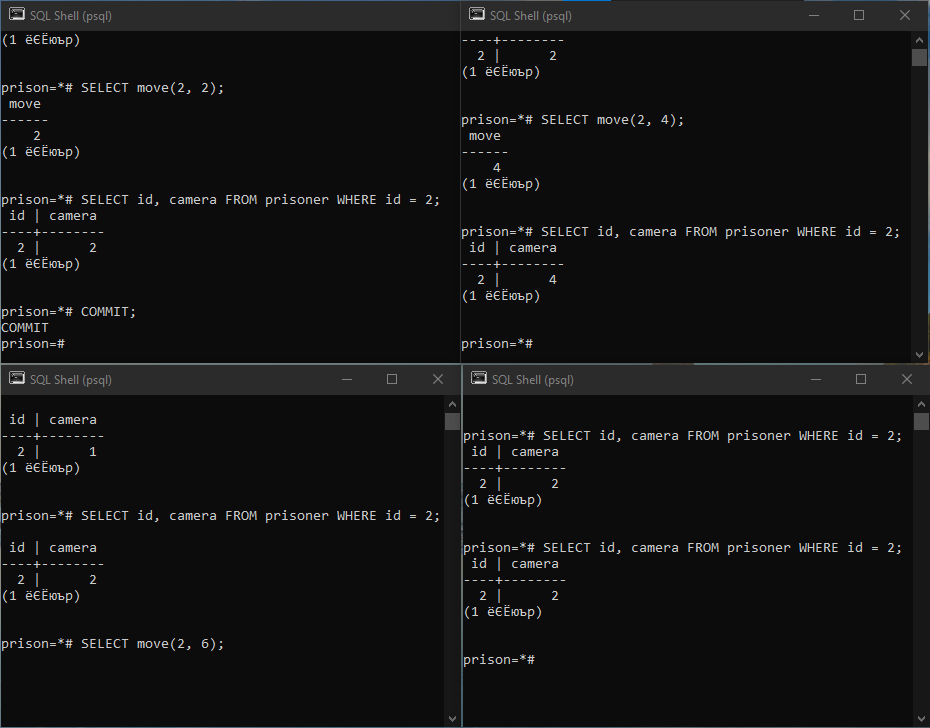 SQL Shell (psql)
(1 ёЄЁюър)
prison=*# SELECT move(2, 2);
 move
------
    2
(1 ёЄЁюър)
prison=*# SELECT id, camera FROM prisoner WHERE id = 2;
 id | camera
----+--------
  2 |      2
(1 ёЄЁюър)
prison=*# COMMIT;
COMMIT
prison=#
SQL Shell (psql)
----+--------
  2 |      2
(1 ёЄЁюър)
prison=*# SELECT move(2, 4);
 move
------
    4
(1 ёЄЁюър)
prison=*# SELECT id, camera FROM prisoner WHERE id = 2;
 id | camera
----+--------
  2 |      4
(1 ёЄЁюър)
prison=*#
SQL Shell (psql)
 id | camera
----+--------
  2 |      1
(1 ёЄЁюър)
prison=*# SELECT id, camera FROM prisoner WHERE id = 2;
 id | camera
----+--------
  2 |      2
(1 ёЄЁюър)
prison=*# SELECT move(2, 6);
SQL Shell (psql)
prison=*# SELECT id, camera FROM prisoner WHERE id = 2;
 id | camera
----+--------
  2 |      2
(1 ёЄЁюър)
prison=*# SELECT id, camera FROM prisoner WHERE id = 2;
 id | camera
----+--------
  2 |      2
(1 ёЄЁюър)
prison=*#